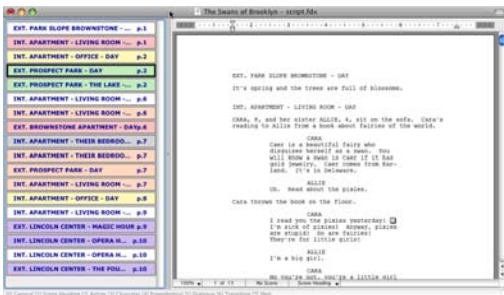 The Swans of Brooklyn – script.fdx
EXT. PARK SLOPE BROWNSTONE - ... p.1
INT. APARTMENT - LIVING ROOM -... p.1
INT. APARTMENT - OFFICE - DAY p.2
EXT. PROSPECT PARK - DAY p.2
EXT. PROSPECT PARK - THE LAKE -... p.2
INT. APARTMENT - LIVING ROOM -... p.4
INT. APARTMENT - LIVING ROOM -... p.5
EXT. BROWNSTONE APARTMENT - DAY p.6
INT. APARTMENT - THEIR BEDROO... p.7
INT. APARTMENT - THEIR BEDROO... p.7
EXT. PROSPECT PARK - DAY p.7
INT. APARTMENT - LIVING ROOM -... p.7
INT. APARTMENT - OFFICE - DAY p.8
INT. APARTMENT - LIVING ROOM -... p.9
EXT. LINCOLN CENTER - MAGIC HOUR p.9
INT. LINCOLN CENTER - OPERA H... p.10
INT. LINCOLN CENTER - OPERA H... p.10
EXT. LINCOLN CENTER - THE FOU... p.10
EXT. PARK SLOPE BROWNSTONE - DAY
It's spring and the trees are full of blossoms.
INT. APARTMENT - LIVING ROOM - DAY
CARA, 8, and her sister ALLIE, 4, sit on the sofa. Cara's
reading to Allie from a book about fairies of the world.
CARA
Caer is a beautiful fairy who
disguises herself as a swan. You
will know a swan is Caer if it has
gold jewelry. Caer comes from Ear-
land. It's in Delaware.
ALLIE
Uh. Read about the pixies.
Cara throws the book on the floor.
CARA
I read you the pixies yesterday!
I'm sick of pixies! Anyway, pixies
are stupid! So are fairies!
They're for little girls!
ALLIE
I'm a big girl.
CARA
No you're not, you're a little girl
100% 1 of 11 No Scene Scene Heading